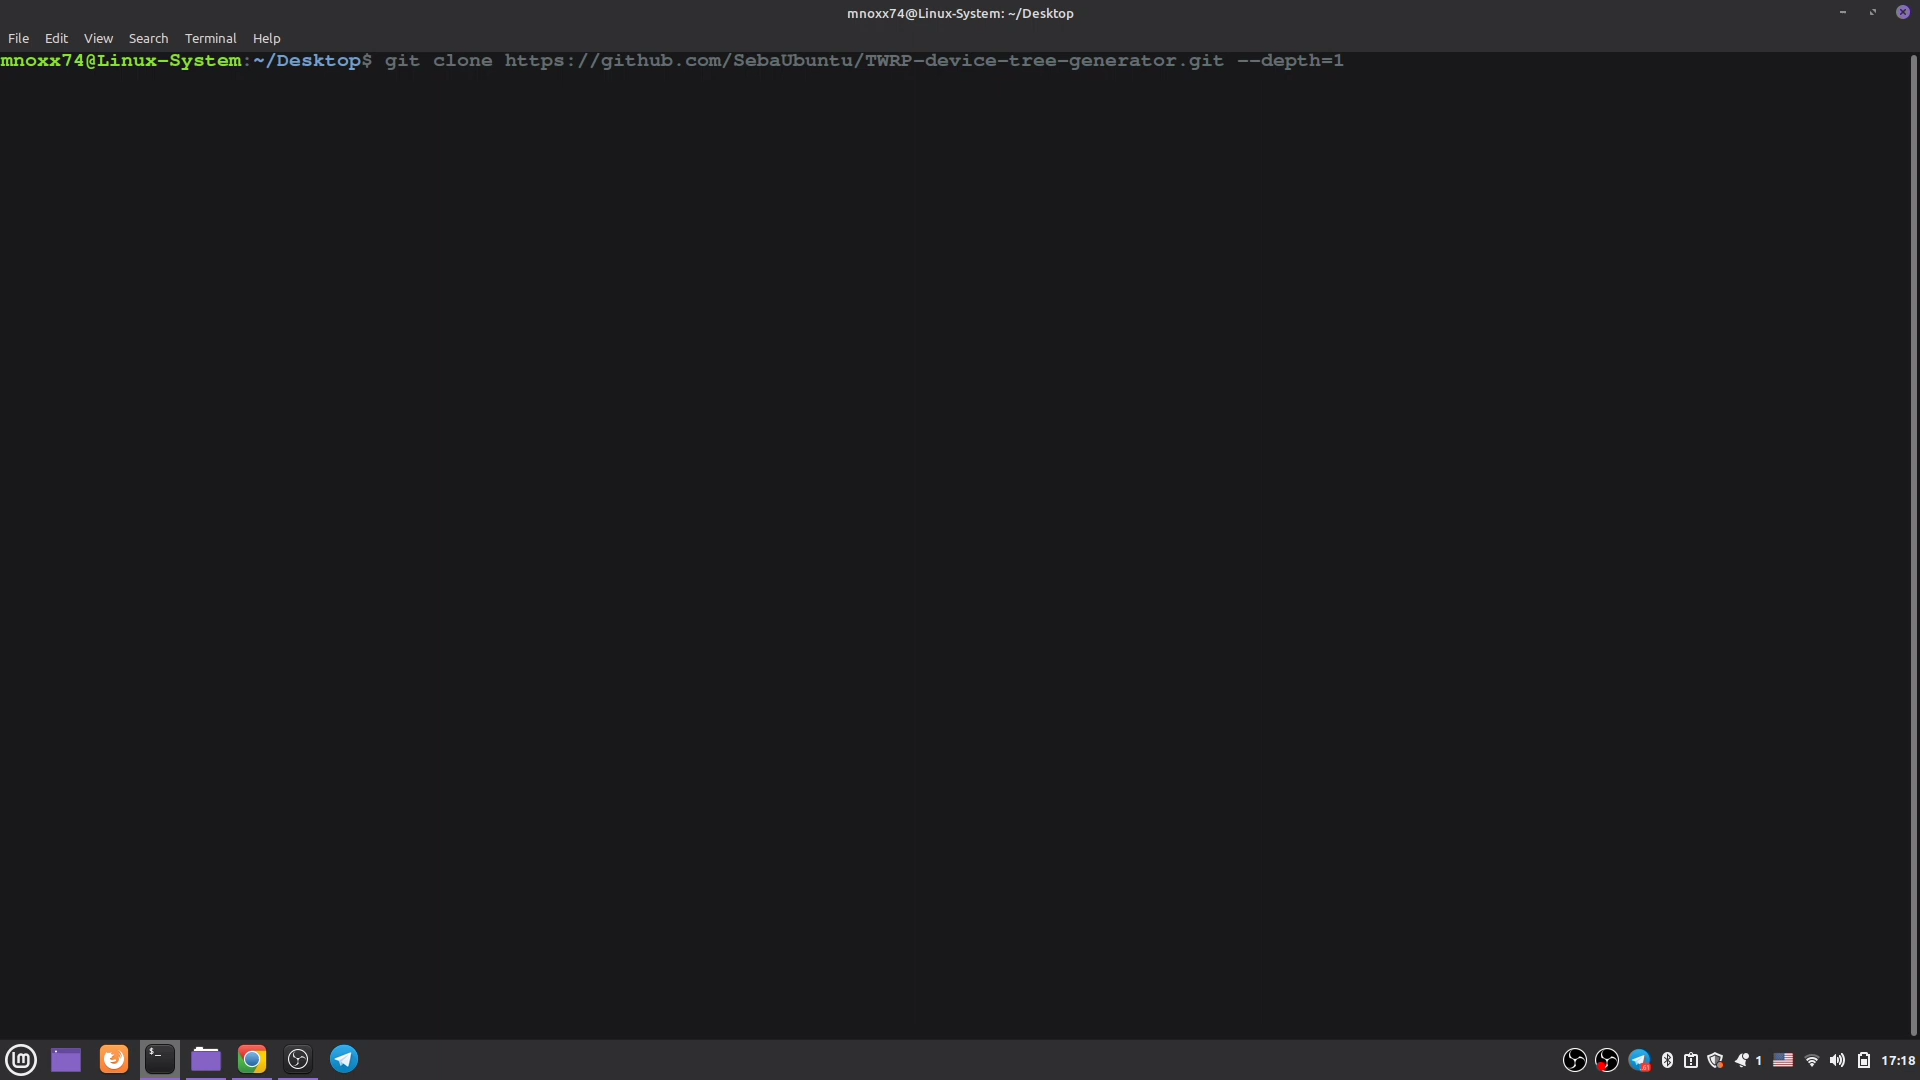 mnoxx74@Linux-System: ~/Desktop
File Edit View Search Terminal Help
mnoxx74@Linux-System:~/Desktop$ git clone https://github.com/SebaUbuntu/TWRP-device-tree-generator.git --depth=1
1 17:18